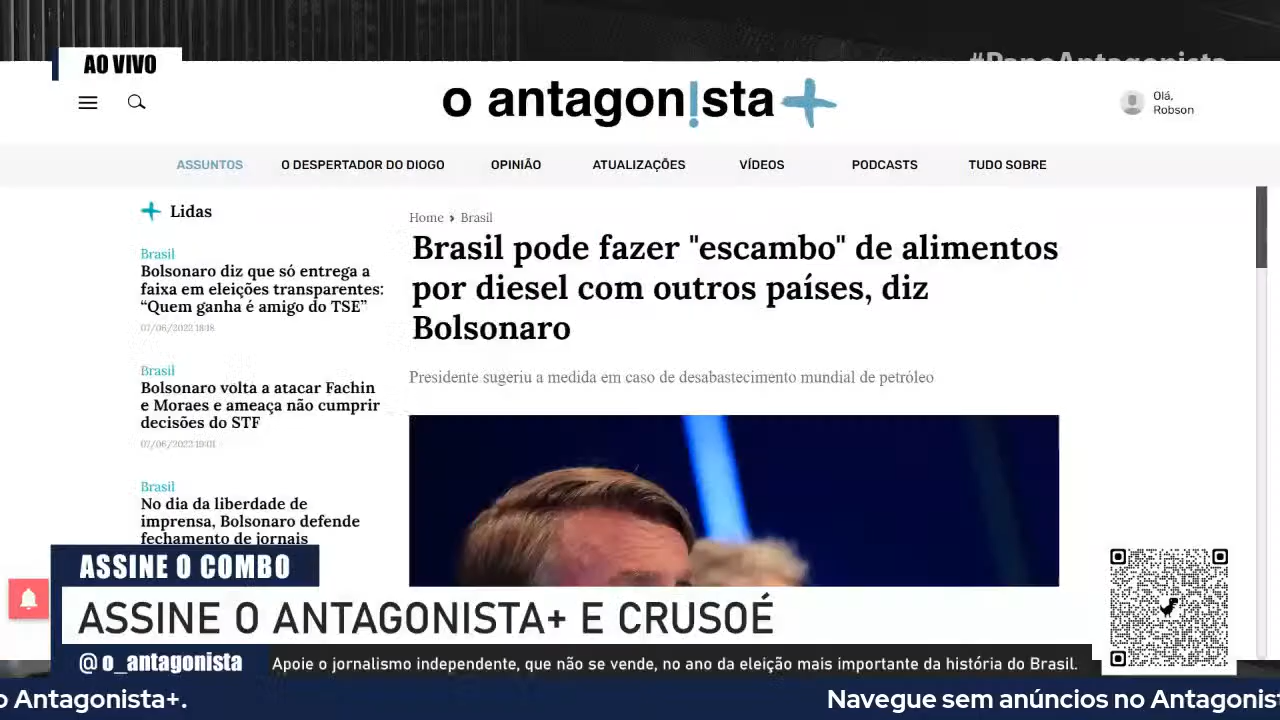 AO VIVO
#PapoAntagonista
o antagon!sta+
Olá,
Robson
ASSUNTOS O DESPERTADOR DO DIOGO OPINIÃO ATUALIZAÇÕES VÍDEOS PODCASTS TUDO SOBRE
+ Lidas
Brasil
Bolsonaro diz que só entrega a
faixa em eleições transparentes:
“Quem ganha é amigo do TSE”
07/06/2022 18:18
Brasil
Bolsonaro volta a atacar Fachin
e Moraes e ameaça não cumprir
decisões do STF
07/06/2022 19:01
Brasil
No dia da liberdade de
imprensa, Bolsonaro defende
fechamento de jornais
Home › Brasil
Brasil pode fazer "escambo" de alimentos
por diesel com outros países, diz
Bolsonaro
Presidente sugeriu a medida em caso de desabastecimento mundial de petróleo
ASSINE O COMBO
ASSINE O ANTAGONISTA+ E CRUSOÉ
@o_antagonista
Apoie o jornalismo independente, que não se vende, no ano da eleição mais importante da história do Brasil.
o Antagonista+. Navegue sem anúncios no Antagonist